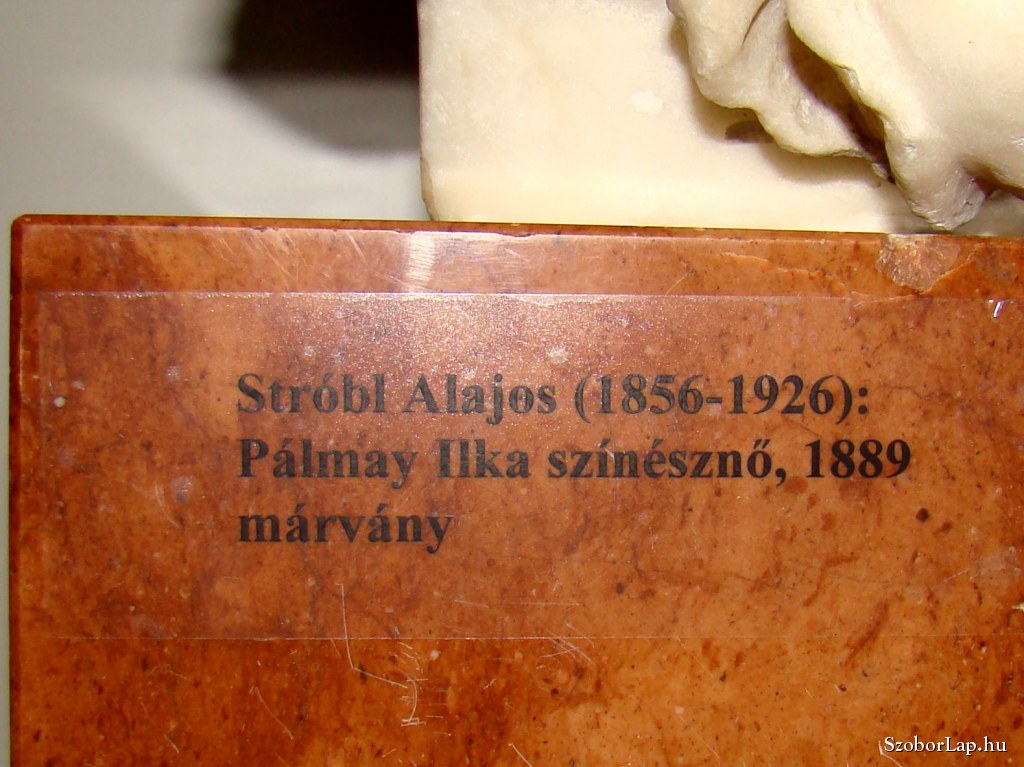 Stróbl Alajos (1856-1926):
Pálmay Ilka színésznő, 1889
márvány
SzoborLap.hu